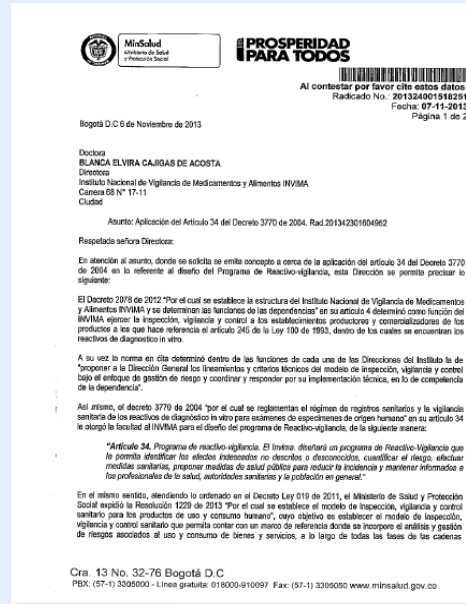 MinSalud
Ministerio de Salud
y Protección Social
PROSPERIDAD
PARA TODOS
Al contestar por favor cite estos datos
Radicado No.: 201324001518251
Fecha: 07-11-2013
Página 1 de 2
Bogotá D.C 6 de Noviembre de 2013
Doctora
BLANCA ELVIRA CAJIGAS DE ACOSTA
Directora
Instituto Nacional de Vigilancia de Medicamentos y Alimentos INVIMA
Carrera 68 N° 17-11
Ciudad
Asunto: Aplicación del Articulo 34 del Decreto 3770 de 2004. Rad.201342301604962
Respetada señora Directora:
En atención al asunto, donde se solicita se emita concepto a cerca de la aplicación del artículo 34 del Decreto 3770
de 2004 en lo referente al diseño del Programa de Reactivo-vigilancia, esta Dirección se permite precisar lo
siguiente:
El Decreto 2078 de 2012 "Por el cual se establece la estructura del Instituto Nacional de Vigilancia de Medicamentos
y Alimentos INVIMA y se determinan las funciones de las dependencias" en su artículo 4 determinó como función del
INVIMA ejercer la inspección, vigilancia y control a los establecimientos productores y comercializadores de los
productos a los que hace referencia el artículo 245 de la Ley 100 de 1993, dentro de los cuales se encuentran los
reactivos de diagnostico in vitro.
A su vez la norma en cita determinó dentro de las funciones de cada una de las Direcciones del Instituto la de
"proponer a la Dirección General los lineamientos y criterios técnicos del modelo de inspección, vigilancia y control
bajo el enfoque de gestión de riesgo y coordinar y responder por su implementación técnica, en lo de competencia
de la dependencia".
Así mismo, el decreto 3770 de 2004 "por el cual se reglamentan el régimen de registros sanitarios y la vigilancia
sanitaria de los reactivos de diagnóstico in vitro para exámenes de especímenes de origen humano" en su artículo 34
le otorgó la facultad al INVIMA para el diseño del programa de Reactivo-vigilancia, de la siguiente manera:
"Artículo 34. Programa de reactivo-vigilancia. El Invima, diseñará un programa de Reactivo-Vigilancia que
le permita identificar los efectos indeseados no descritos o desconocidos, cuantificar el riesgo, efectuar
medidas sanitarias, proponer medidas de salud pública para reducir la incidencia y mantener informados a
los profesionales de la salud, autoridades sanitarias y la población en general."
En el mismo sentido, atendiendo lo ordenado en el Decreto Ley 019 de 2011, el Ministerio de Salud y Protección
Social expidió la Resolución 1229 de 2013 "Por el cual se establece el modelo de inspección, vigilancia y control
sanitario para los productos de uso y consumo humano", cuyo objetivo es establecer el modelo de inspección,
vigilancia y control sanitario que permita contar con un marco de referencia donde se incorpore el análisis y gestión
de riesgos asociados al uso y consumo de bienes y servicios, a lo largo de todas las fases de las cadenas
Cra. 13 No. 32-76 Bogotá D.C
PBX: (57-1) 3305000 - Línea gratuita: 018000-910097 Fax: (57-1) 3305050 www.minsalud.gov.co